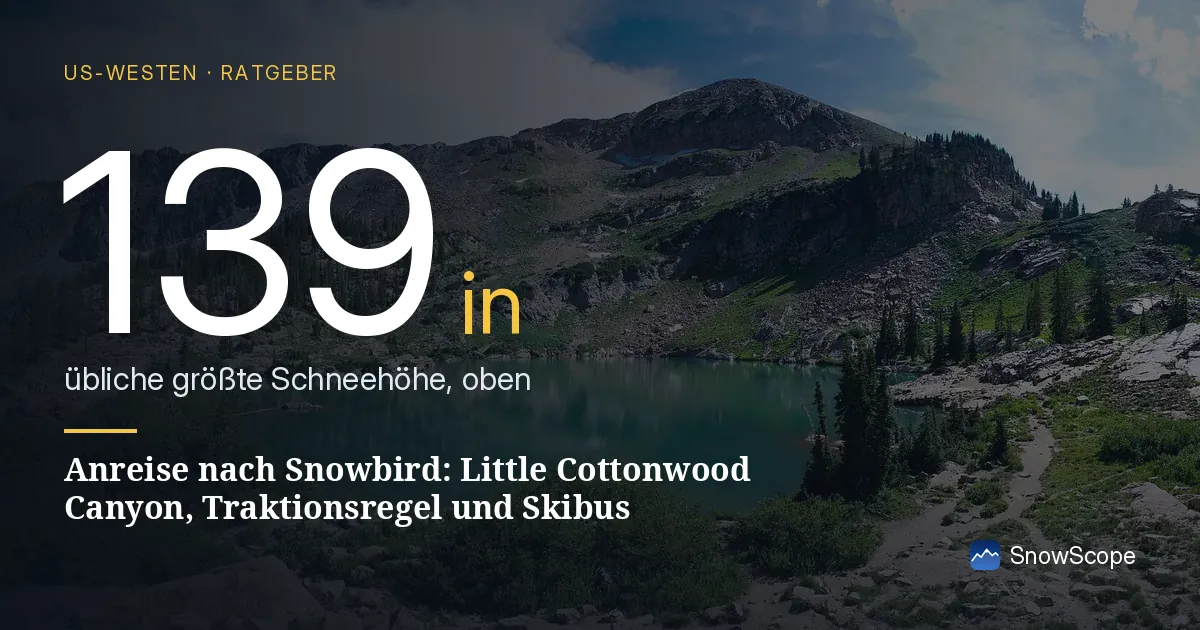 US-WESTEN · RATGEBER
139 in
übliche größte Schneehöhe, oben
Anreise nach Snowbird: Little Cottonwood
Canyon, Traktionsregel und Skibus
SnowScope